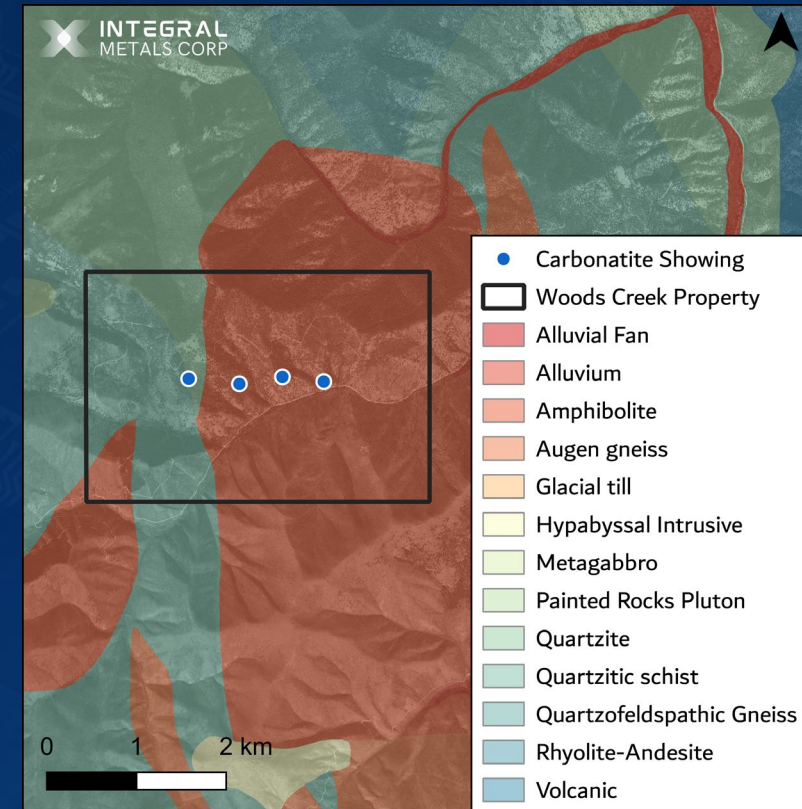 INTEGRAL
METALS CORP
Carbonatite Showing
Woods Creek Property
Alluvial Fan
Alluvium
Amphibolite
Augen gneiss
Glacial till
Hypabyssal Intrusive
Metagabbro
Painted Rocks Pluton
Quartzite
Quartzitic schist
Quartzofeldspathic Gneiss
Rhyolite-Andesite
Volcanic
0 1 2 km